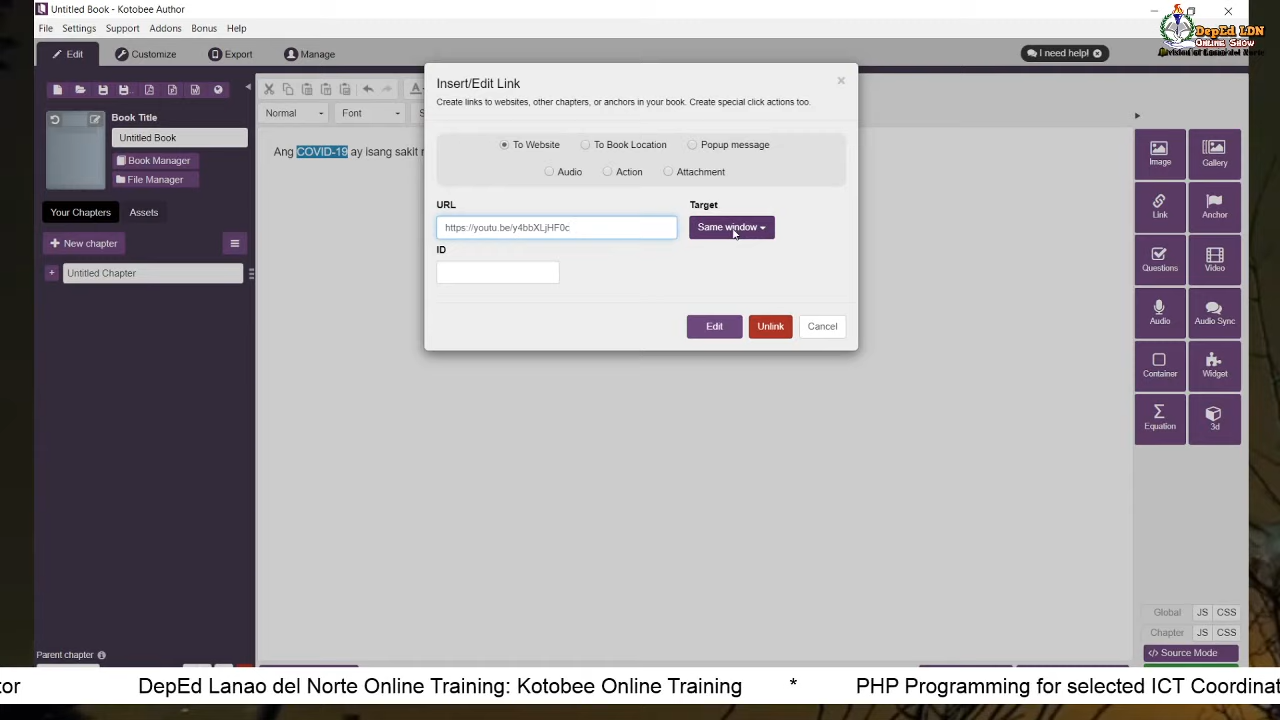 Untitled Book - Kotobee Author
File Settings Support Addons Bonus Help
DepEd LDN
Online Show
Edit Customize Export Manage
I need help!
Book Title
Untitled Book
Book Manager
File Manager
Your Chapters Assets
New chapter
Untitled Chapter
Parent chapter
Normal Font
Ang COVID-19 ay isang sakit
Insert/Edit Link
Create links to websites, other chapters, or anchors in your book. Create special click actions too.
To Website To Book Location Popup message
Audio Action Attachment
URL Target
https://youtu.be/y4bbXLjHF0c Same window
ID
Edit Unlink Cancel
Image Gallery
Link Anchor
Questions Video
Audio Audio Sync
Container Widget
Equation 3d
Global JS CSS
Chapter JS CSS
</> Source Mode
tor DepEd Lanao del Norte Online Training: Kotobee Online Training * PHP Programming for selected ICT Coordinat